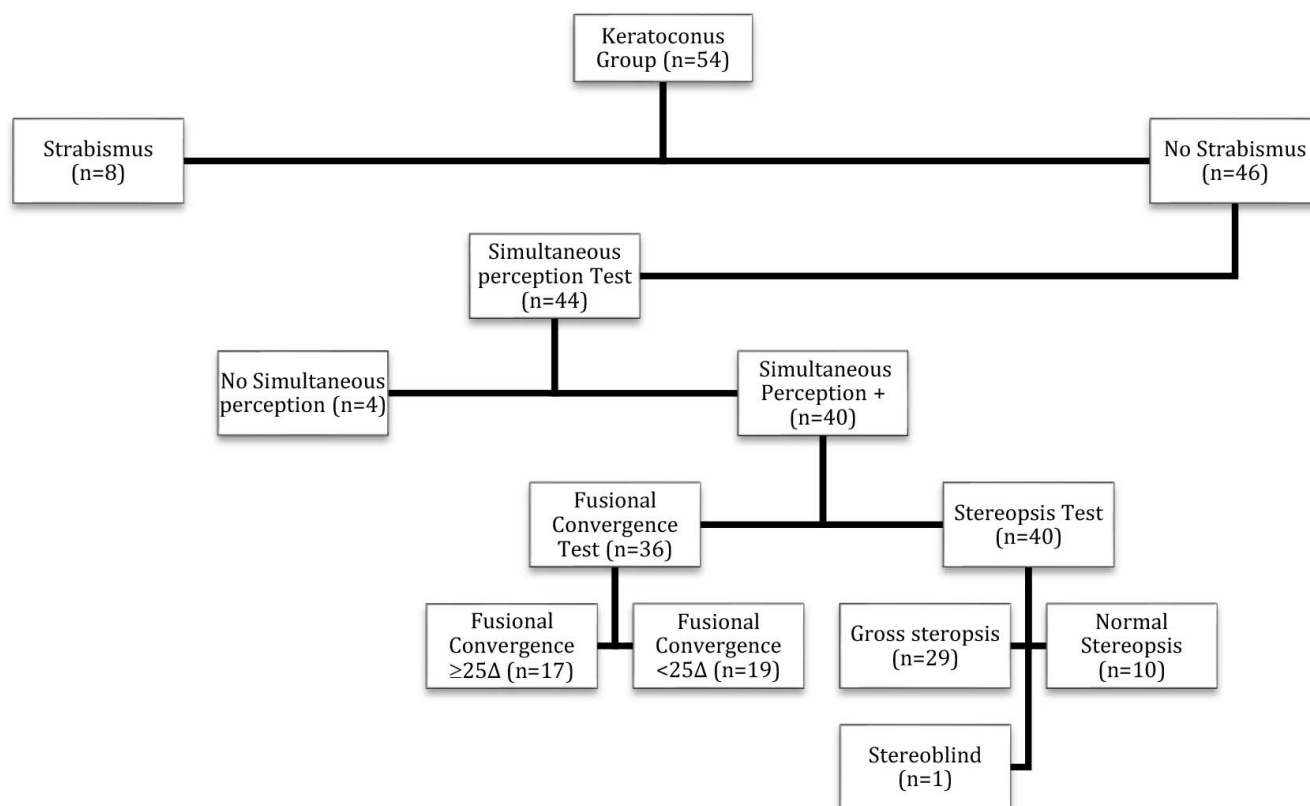 Keratoconus
Group (n=54)
Strabismus
(n=8)
No Strabismus
(n=46)
Simultaneous
perception Test
(n=44)
No Simultaneous
perception (n=4)
Simultaneous
Perception +
(n=40)
Fusional
Convergence
Test (n=36)
Stereopsis Test
(n=40)
Fusional
Convergence
≥25Δ (n=17)
Fusional
Convergence
<25Δ (n=19)
Gross steropsis
(n=29)
Normal
Stereopsis
(n=10)
Stereoblind
(n=1)